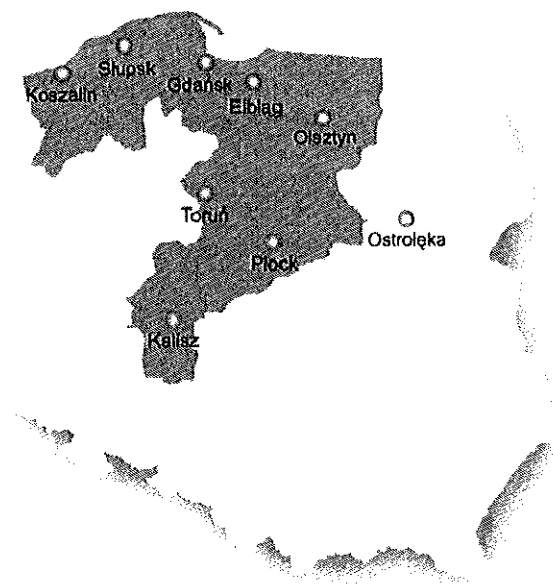 Słupsk
Koszalin
Gdańsk
Elbląg
Olsztyn
Toruń
Ostrołęka
Płock
Kalisz